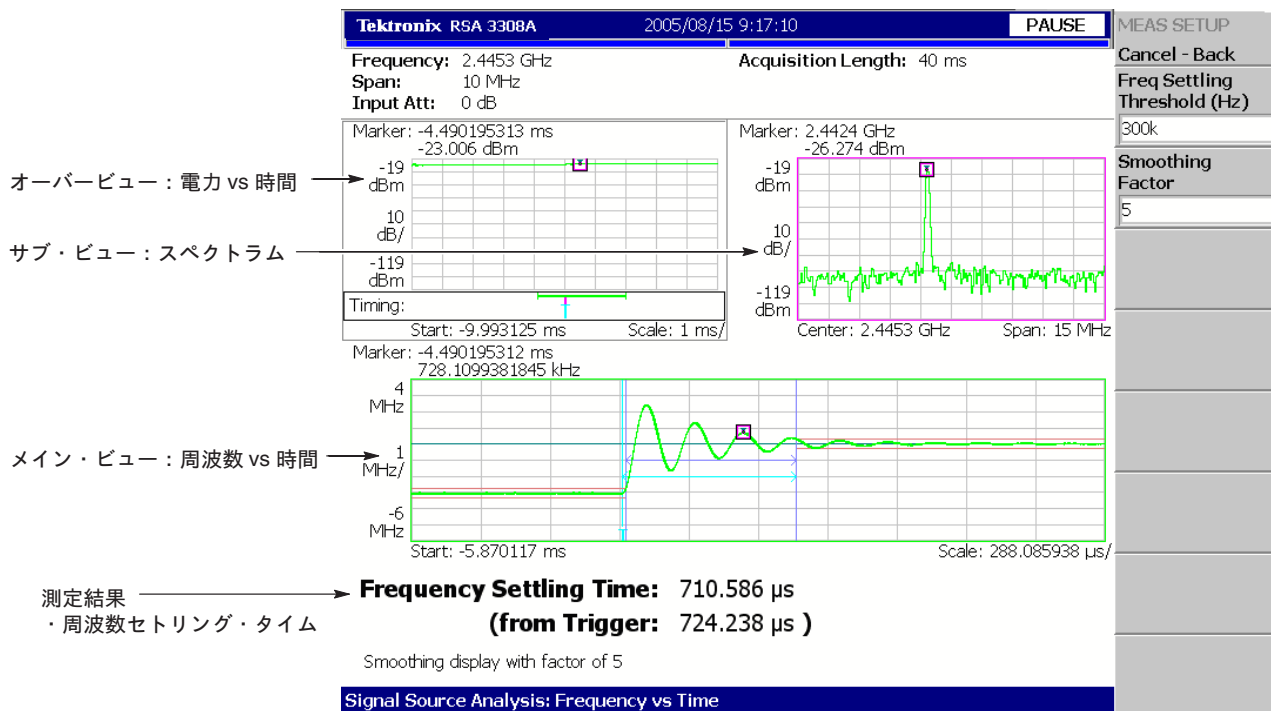 Tektronix RSA 3308A 2005/08/15 9:17:10 PAUSE
Frequency: 2.4453 GHz
Span: 10 MHz
Input Att: 0 dB
Acquisition Length: 40 ms
MEAS SETUP
Cancel - Back
Freq Settling
Threshold (Hz)
300k
Smoothing
Factor
5
オーバービュー：電力 vs 時間
サブ・ビュー：スペクトラム
Marker: -4.490195313 ms
-23.006 dBm
-19
dBm
10
dB/
-119
dBm
Timing:
Start: -9.993125 ms Scale: 1 ms/
Marker: 2.4424 GHz
-26.274 dBm
-19
dBm
10
dB/
-119
dBm
Center: 2.4453 GHz Span: 15 MHz
メイン・ビュー：周波数 vs 時間
Marker: -4.490195312 ms
728.1099381845 kHz
4
MHz
1
MHz/
-6
MHz
Start: -5.870117 ms Scale: 288.085938 µs/
測定結果
・周波数セトリング・タイム
Frequency Settling Time: 710.586 µs
(from Trigger: 724.238 µs )
Smoothing display with factor of 5
Signal Source Analysis: Frequency vs Time